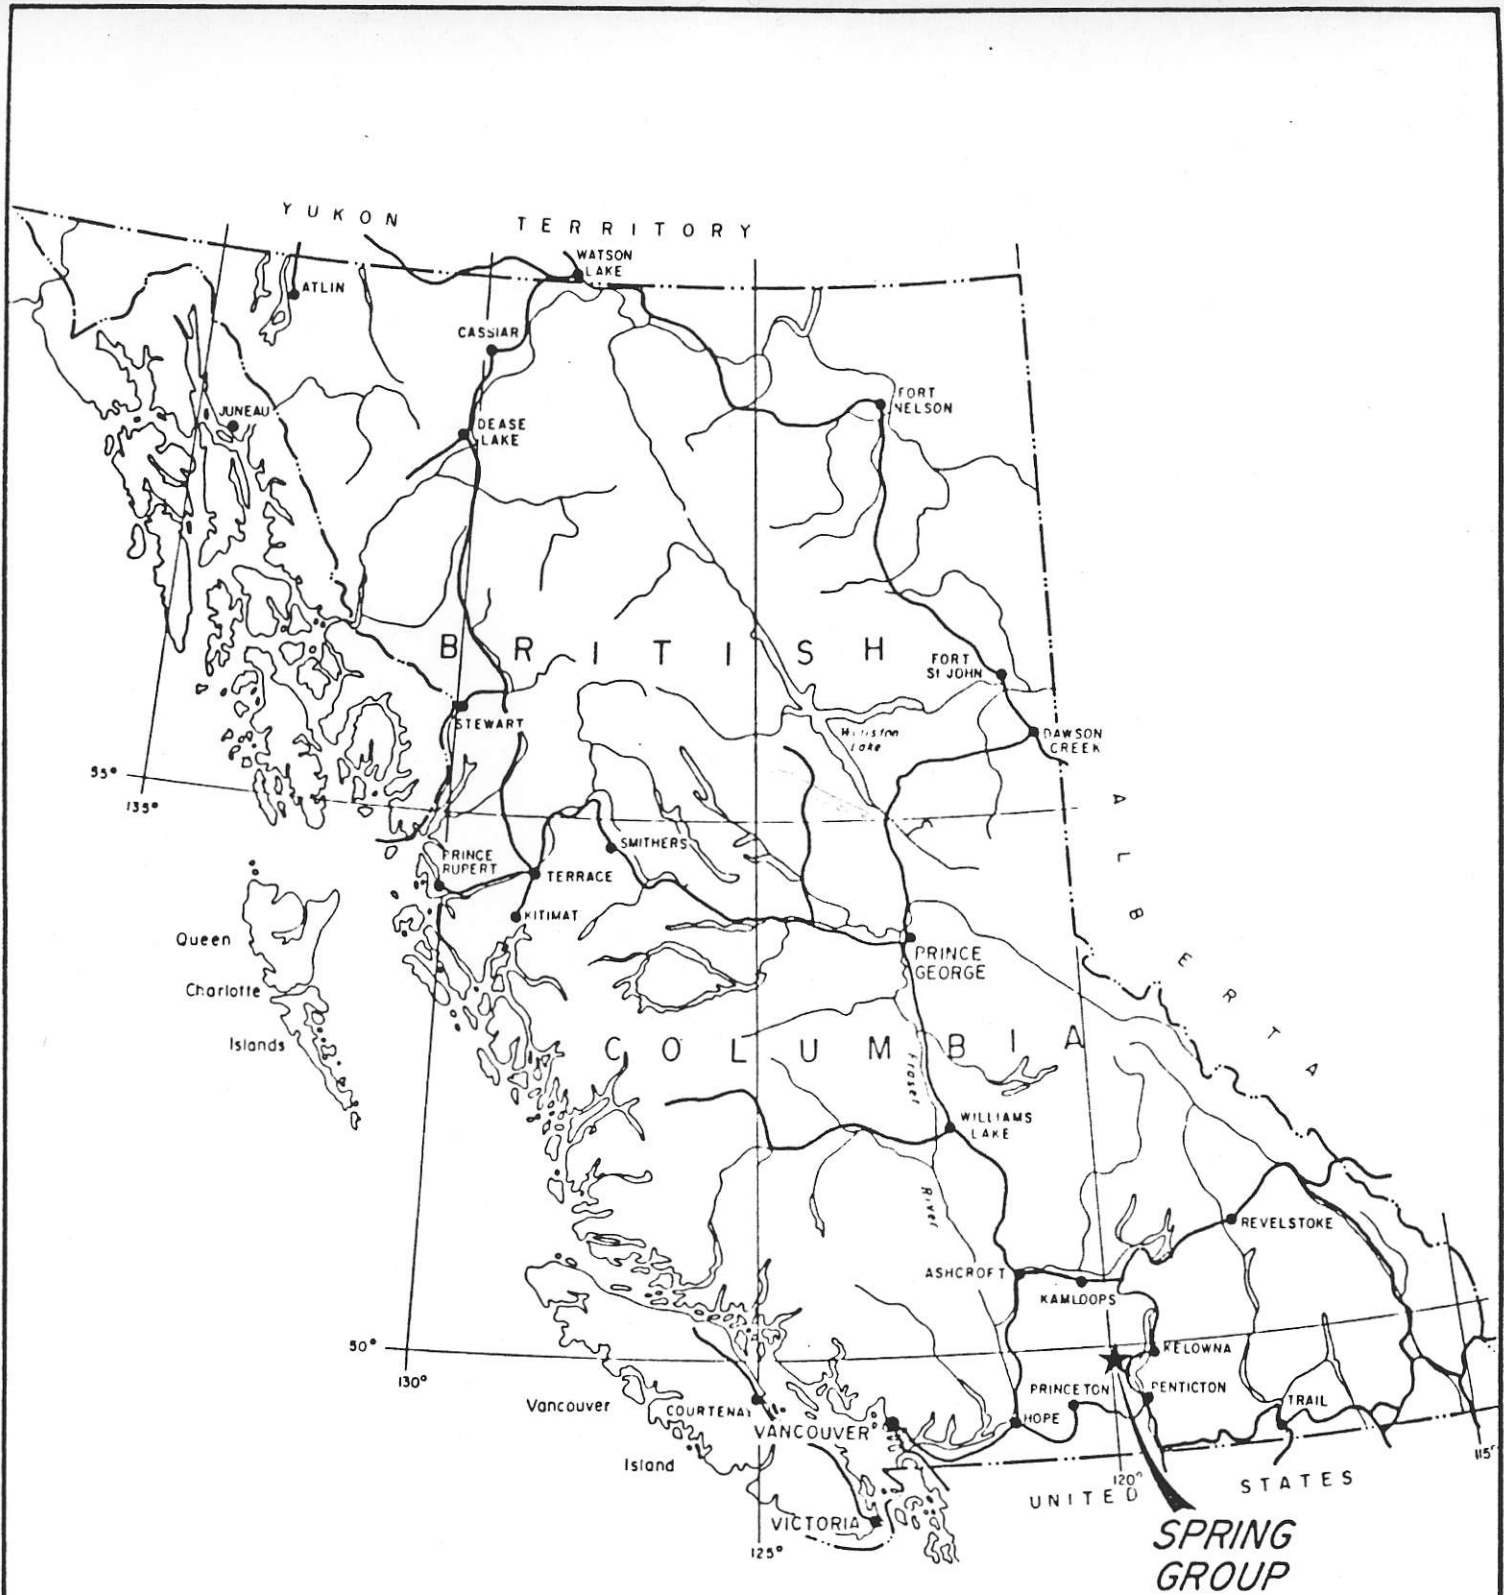 YUKON TERRITORY
WATSON
LAKE
ATLIN
CASSIAR
FORT
NELSON
JUNEAU
DEASE
LAKE
BRITISH
FORT
St JOHN
STEWART
Williston
Lake
DAWSON
CREEK
55°
135°
ALBERTA
SMITHERS
PRINCE
RUPERT
TERRACE
KITIMAT
Queen
Charlotte
Islands
PRINCE
GEORGE
COLUMBIA
Fraser
River
WILLIAMS
LAKE
REVELSTOKE
ASHCROFT
KAMLOOPS
50°
130°
KELOWNA
PRINCETON
PENTICTON
TRAIL
Vancouver
Island
COURTENAY
VANCOUVER
HOPE
115°
120°
UNITED STATES
VICTORIA
125°
SPRING
GROUP